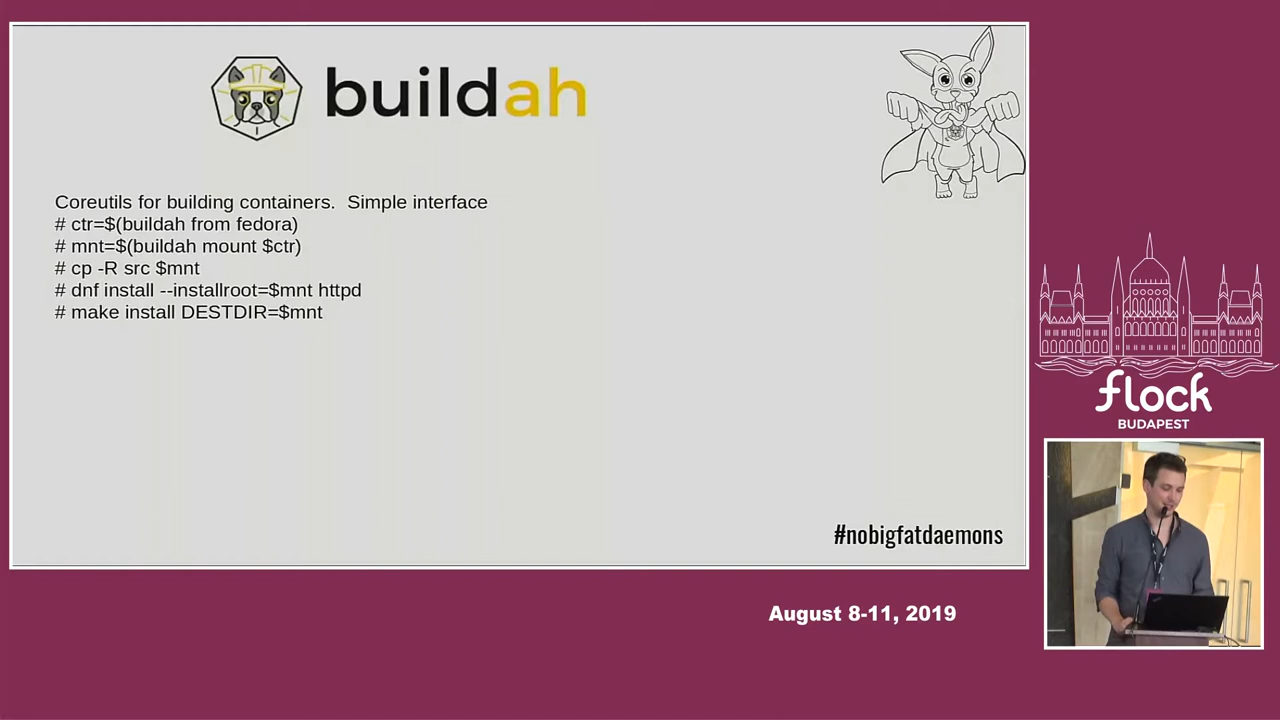 buildah
Coreutils for building containers.  Simple interface
# ctr=$(buildah from fedora)
# mnt=$(buildah mount $ctr)
# cp -R src $mnt
# dnf install --installroot=$mnt httpd
# make install DESTDIR=$mnt
#nobigfatdaemons
flock
BUDAPEST
August 8-11, 2019